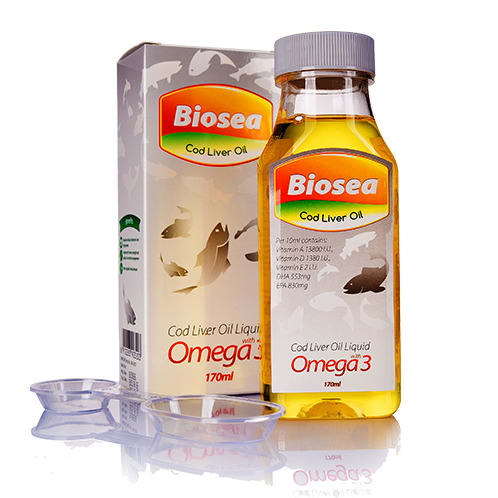 Biosea
Cod Liver Oil
Cod Liver Oil Liquid
with
Omega 3
170ml
Biosea
Cod Liver Oil
Per 10ml contains:
Vitamin A 13800 I.U.,
Vitamin D 1380 I.U.,
Vitamin E 2 I.U.
DHA 553mg
EPA 830mg
Cod Liver Oil Liquid
with
Omega 3
170ml